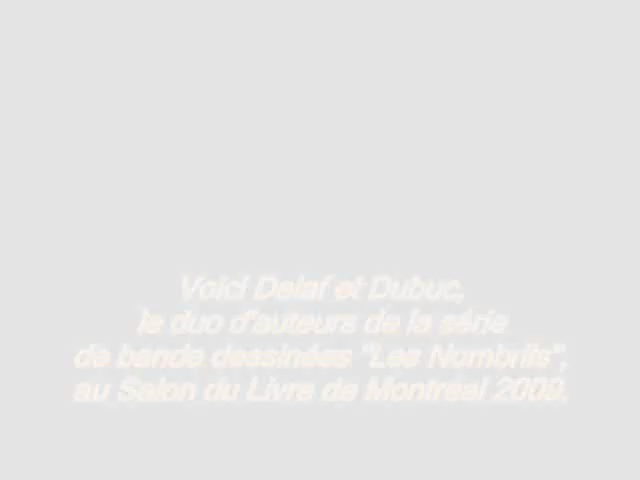 Voici Delaf et Dubuc,
le duo d'auteurs de la série
de bande dessinées "Les Nombrils",
au Salon du Livre de Montréal 2009.